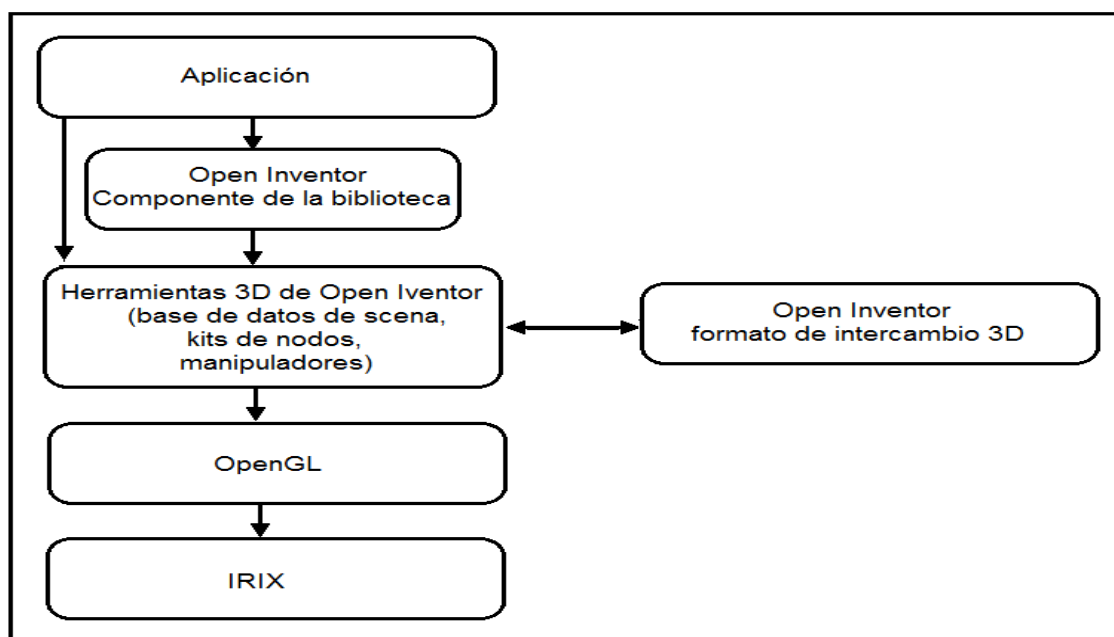 Aplicación
Open Inventor
Componente de la biblioteca
Herramientas 3D de Open Iventor
(base de datos de scena,
kits de nodos,
manipuladores)
Open Inventor
formato de intercambio 3D
OpenGL
IRIX